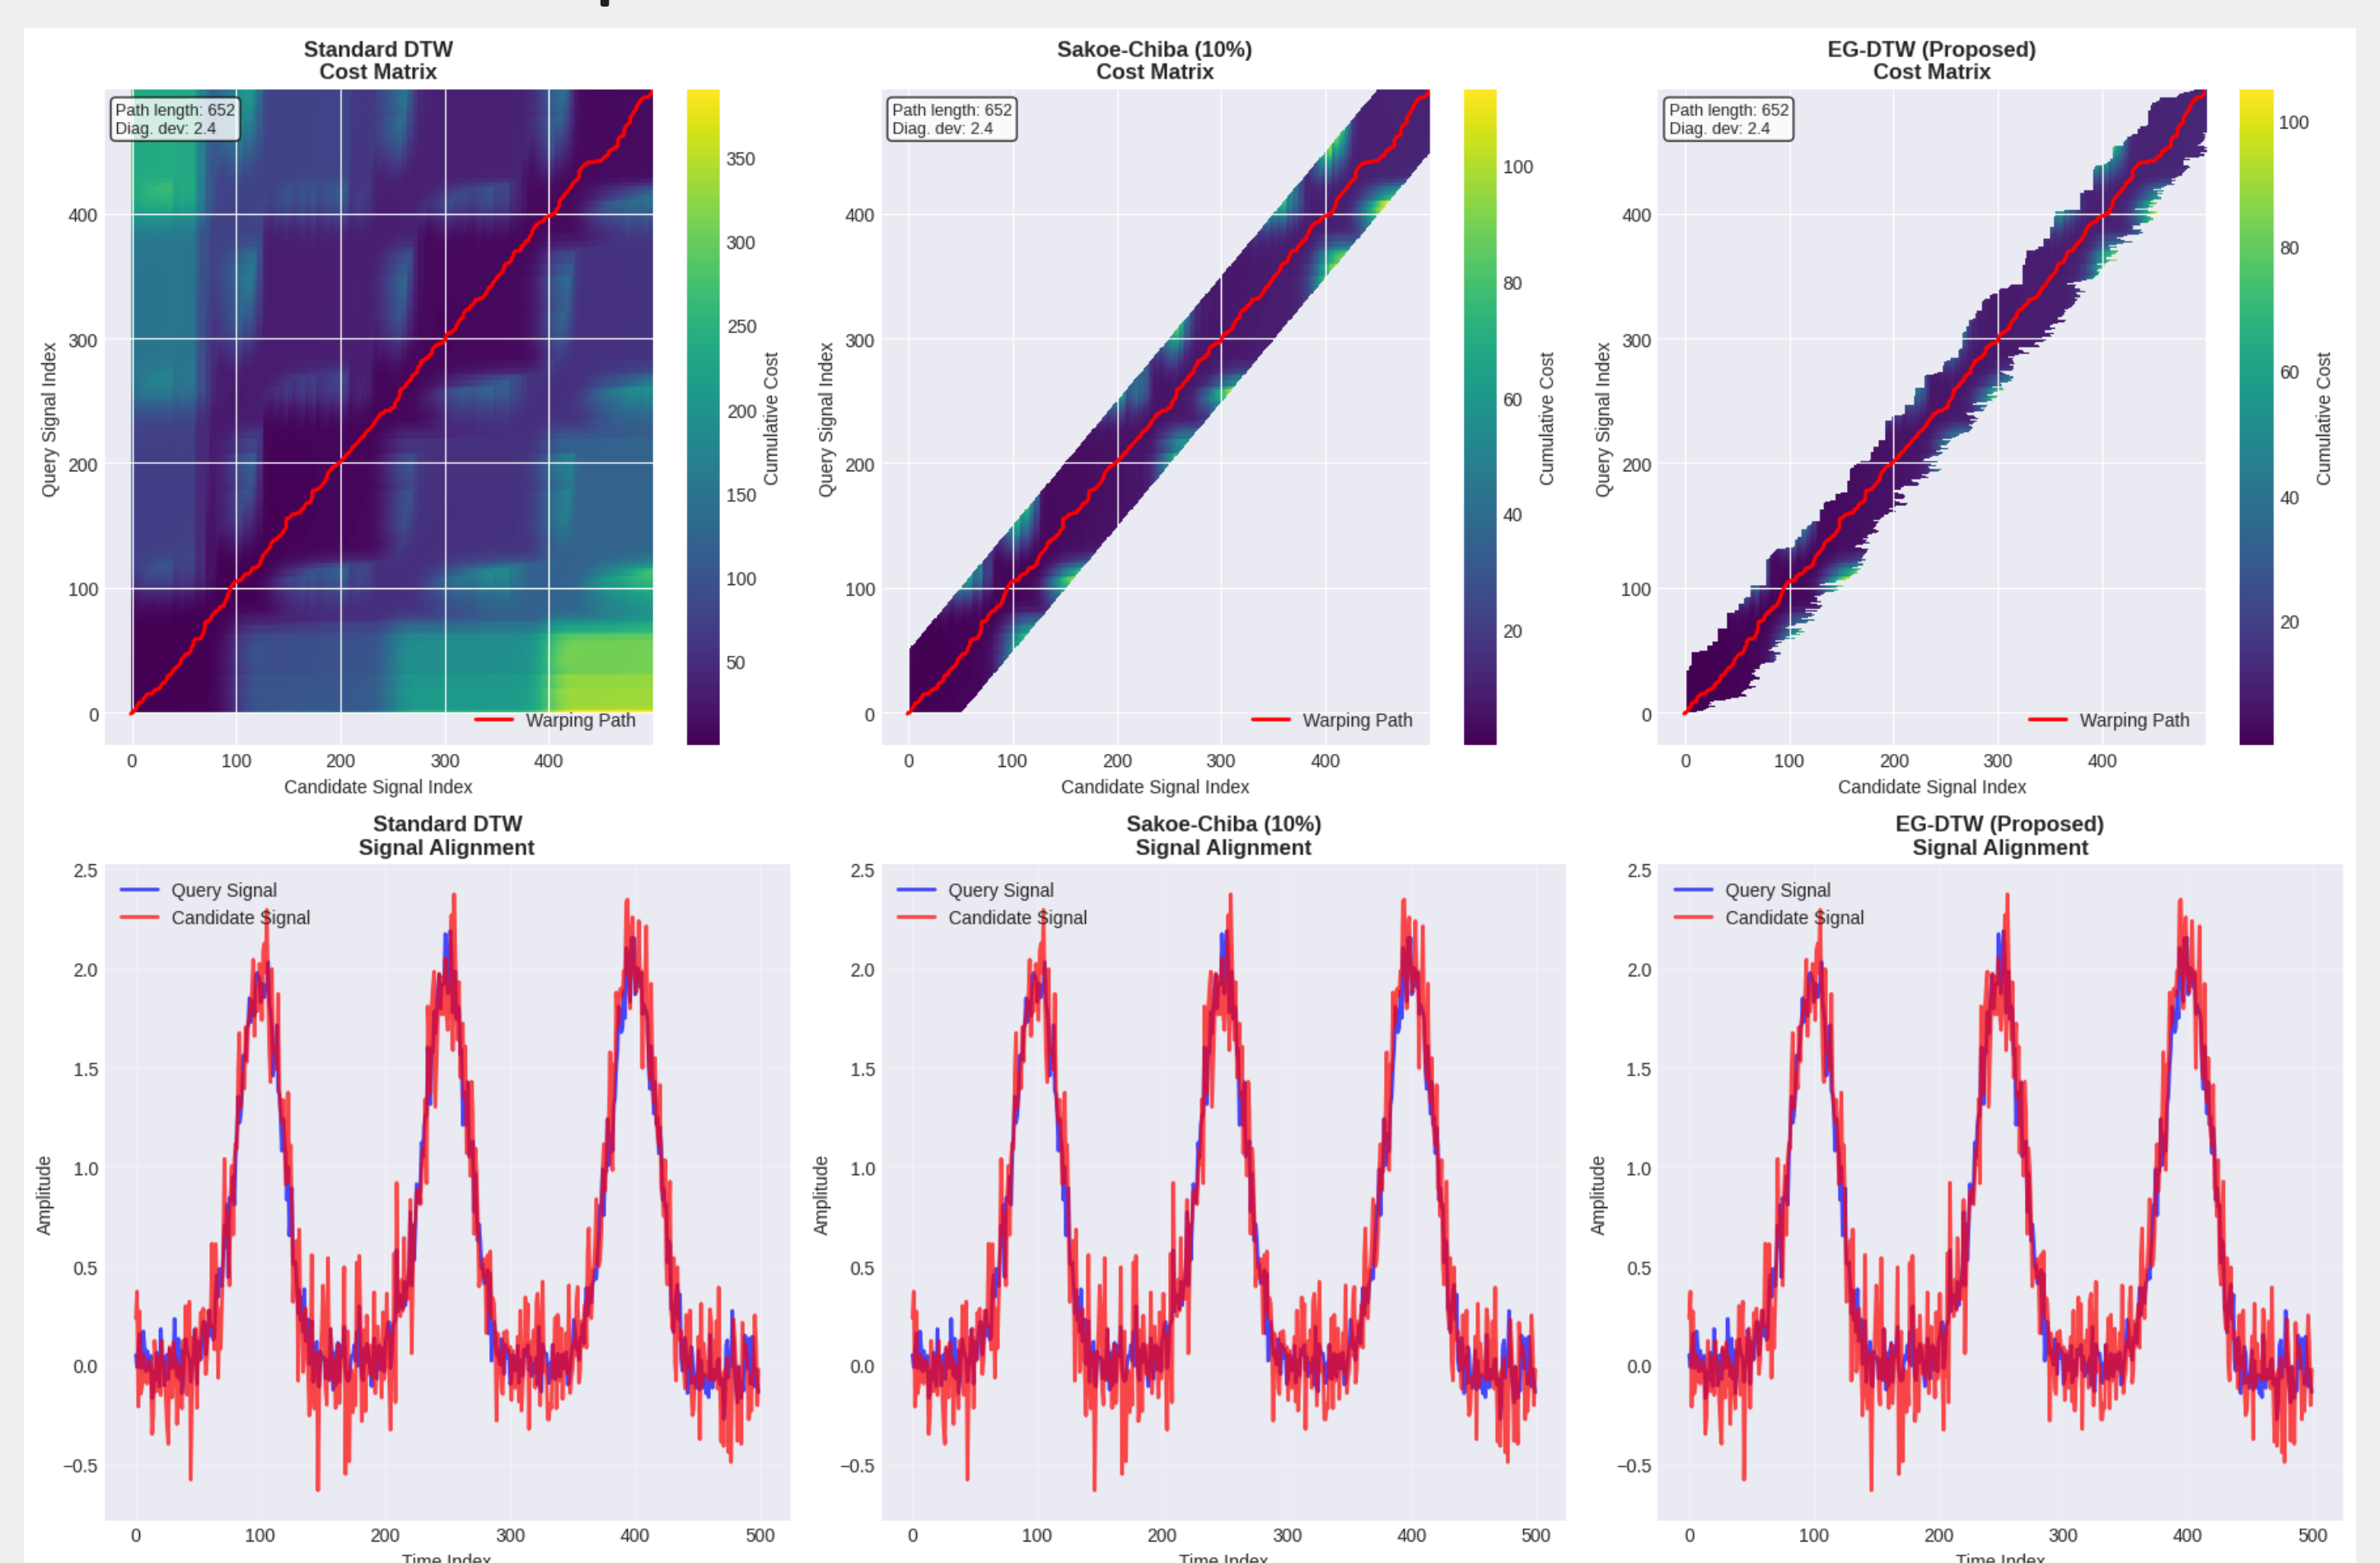 Standard DTW
Cost Matrix
Path length: 652
Diag. dev: 2.4
Query Signal Index
400
300
200
100
0
0
100
200
300
400
Candidate Signal Index
Warping Path
350
300
250
200
150
100
50
Cumulative Cost
Sakoe-Chiba (10%)
Cost Matrix
Path length: 652
Diag. dev: 2.4
Query Signal Index
400
300
200
100
0
0
100
200
300
400
Candidate Signal Index
Warping Path
100
80
60
40
20
Cumulative Cost
EG-DTW (Proposed)
Cost Matrix
Path length: 652
Diag. dev: 2.4
Query Signal Index
400
300
200
100
0
0
100
200
300
400
Candidate Signal Index
Warping Path
100
80
60
40
20
Cumulative Cost
Standard DTW
Signal Alignment
Query Signal
Candidate Signal
Amplitude
2.5
2.0
1.5
1.0
0.5
0.0
−0.5
0
100
200
300
400
500
Time Index
Sakoe-Chiba (10%)
Signal Alignment
Query Signal
Candidate Signal
Amplitude
2.5
2.0
1.5
1.0
0.5
0.0
−0.5
0
100
200
300
400
500
Time Index
EG-DTW (Proposed)
Signal Alignment
Query Signal
Candidate Signal
Amplitude
2.5
2.0
1.5
1.0
0.5
0.0
−0.5
0
100
200
300
400
500
Time Index